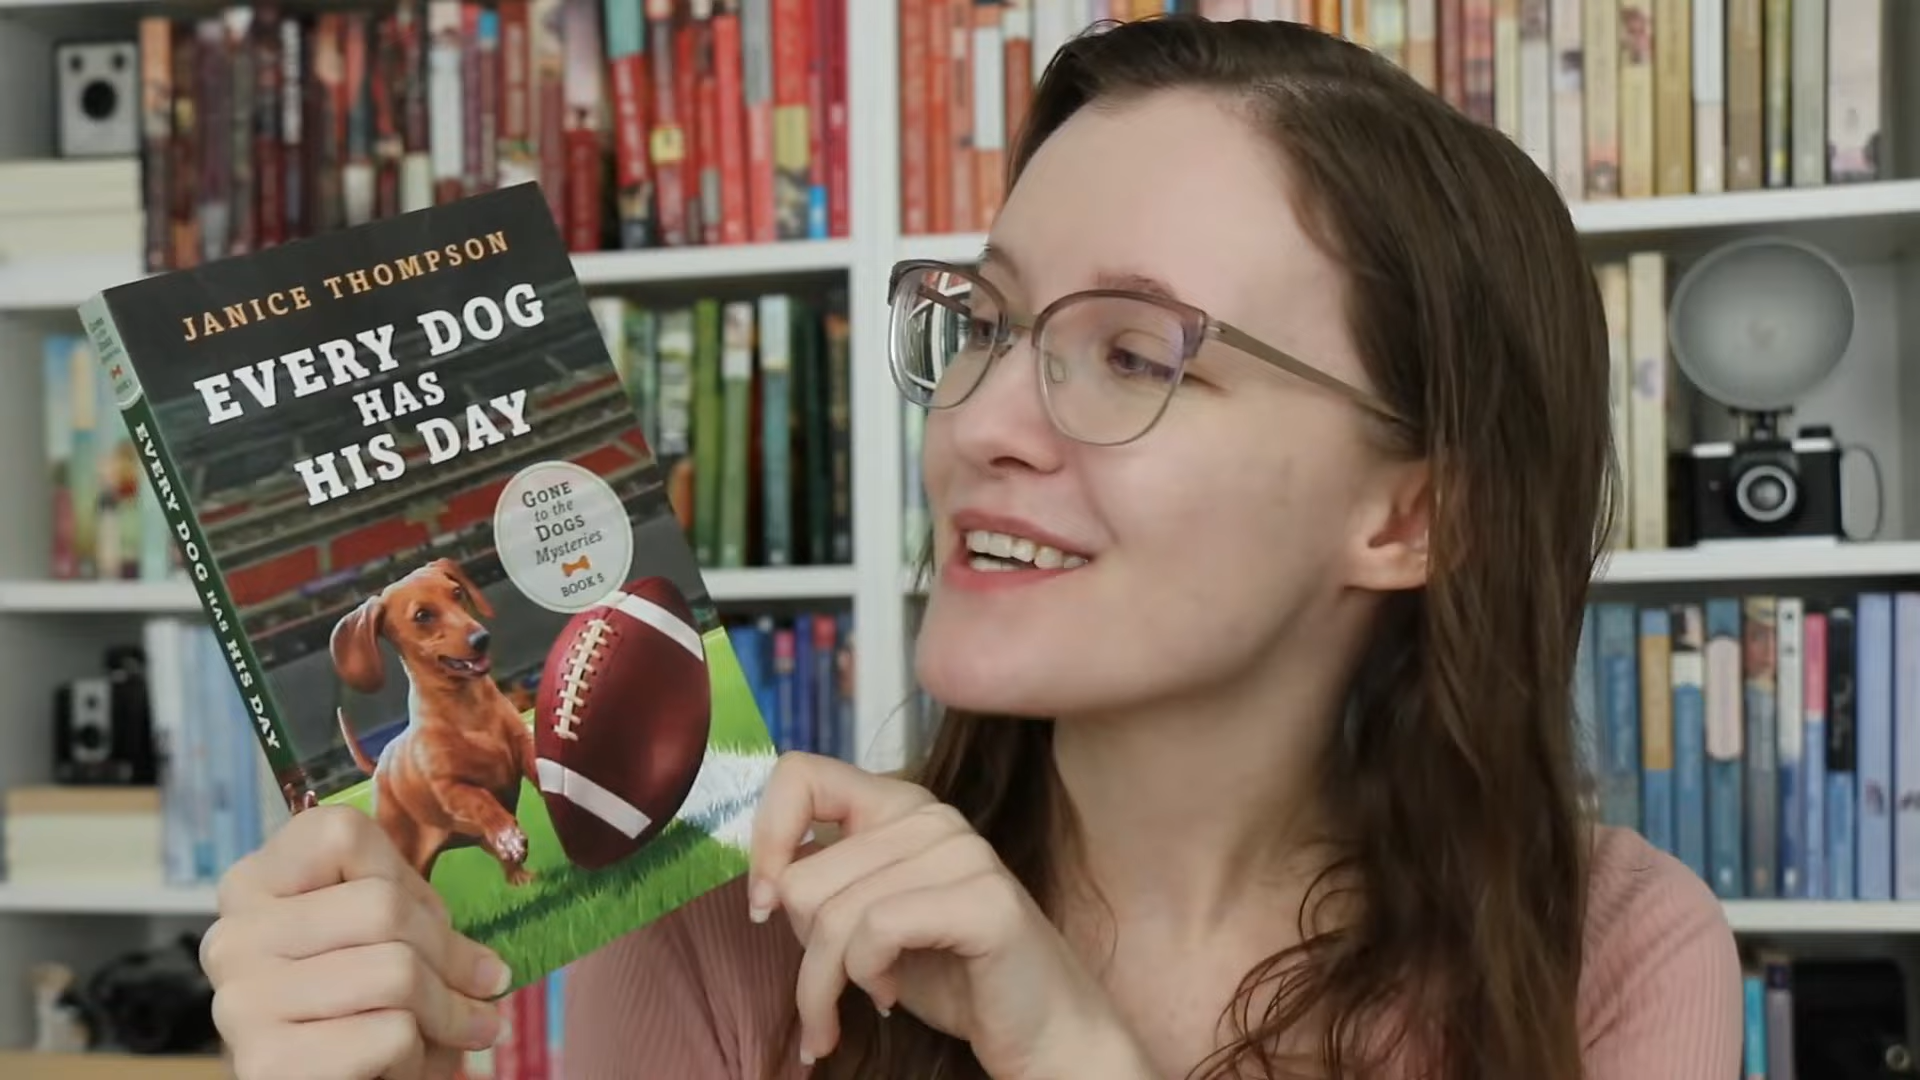 JANICE THOMPSON
EVERY DOG
HAS
HIS DAY
GONE
to the
DOGS
Mysteries
BOOK 5
EVERY DOG HAS HIS DAY